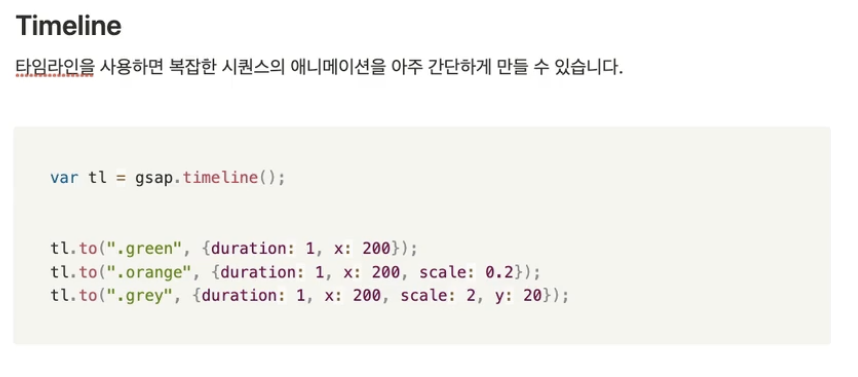 Timeline
타임라인을 사용하면 복잡한 시퀀스의 애니메이션을 아주 간단하게 만들 수 있습니다.
var tl = gsap.timeline();
tl.to(".green", {duration: 1, x: 200});
tl.to(".orange", {duration: 1, x: 200, scale: 0.2});
tl.to(".grey", {duration: 1, x: 200, scale: 2, y: 20});